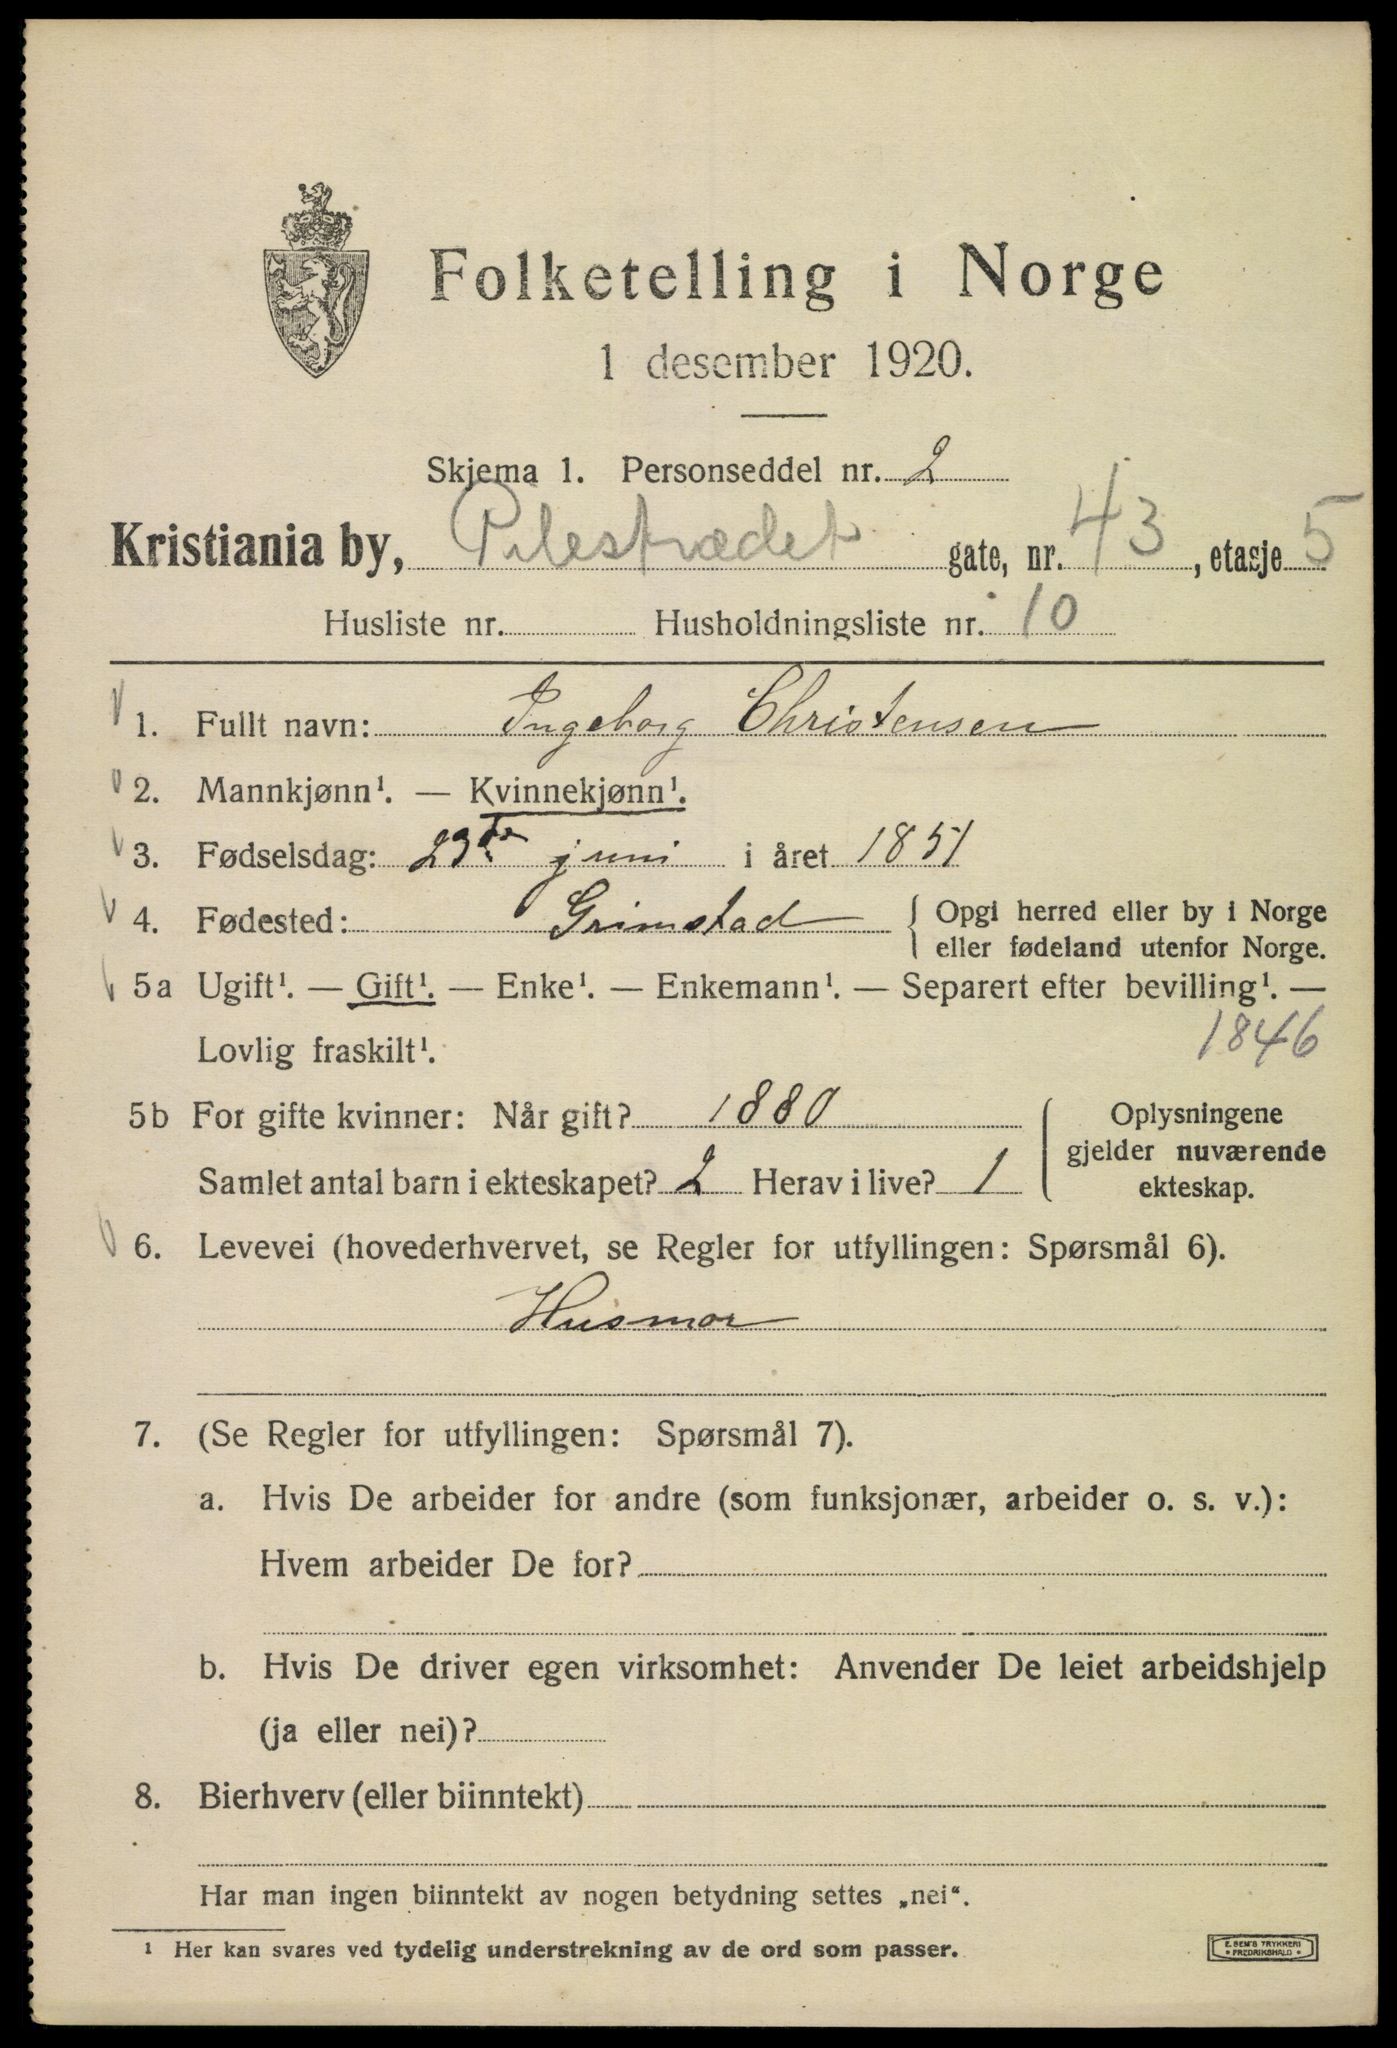 Folketelling i Norge
1 desember 1920.
Skjema 1. Personseddel nr. 2
Kristiania by, Pilestrædet gate, nr. 43, etasje 5
Husliste nr. Husholdningsliste nr. 10
1. Fullt navn: Ingeborg Christensen
2. Mannkjønn¹. — Kvinnekjønn¹.
3. Fødselsdag: 23de juni i året 1851
4. Fødested: Grimstad { Opgi herred eller by i Norge
eller fødeland utenfor Norge.
5a Ugift¹. — Gift¹. — Enke¹. — Enkemann¹. — Separert efter bevilling¹. —
Lovlig fraskilt¹. 1846
5b For gifte kvinner: Når gift? 1880 { Oplysningene
gjelder nuværende
Samlet antal barn i ekteskapet? 2 Herav i live? 1 ekteskap.
6. Levevei (hovederhvervet, se Regler for utfyllingen: Spørsmål 6).
Husmor
7. (Se Regler for utfyllingen: Spørsmål 7).
a. Hvis De arbeider for andre (som funksjonær, arbeider o. s. v.):
Hvem arbeider De for?
b. Hvis De driver egen virksomhet: Anvender De leiet arbeidshjelp
(ja eller nei)?
8. Bierhverv (eller biinntekt)
Har man ingen biinntekt av nogen betydning settes „nei“.
¹ Her kan svares ved tydelig understrekning av de ord som passer.
E. SEM'S TRYKKERI
* FREDRIKSHALD *